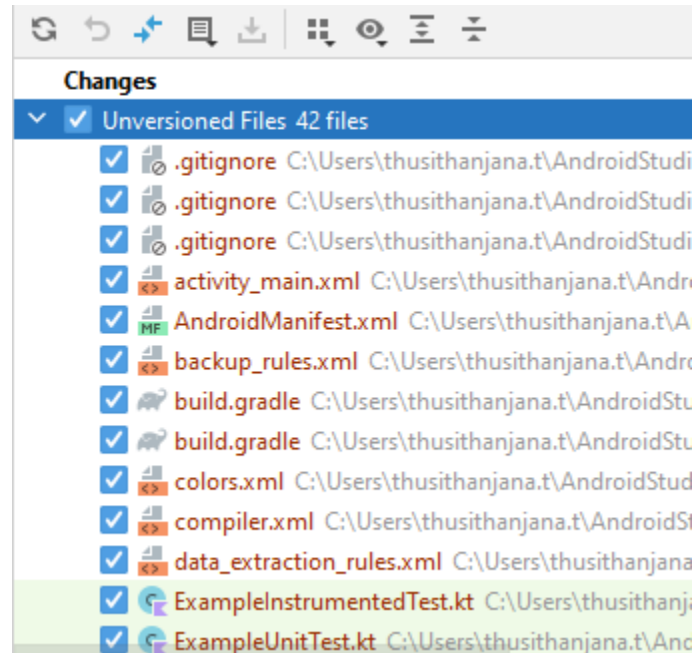 Changes
Unversioned Files 42 files
.gitignore C:\Users\thusithanjana.t\AndroidStudi
.gitignore C:\Users\thusithanjana.t\AndroidStudi
.gitignore C:\Users\thusithanjana.t\AndroidStudi
<> activity_main.xml C:\Users\thusithanjana.t\Andro
MF AndroidManifest.xml C:\Users\thusithanjana.t\A
<> backup_rules.xml C:\Users\thusithanjana.t\Andro
build.gradle C:\Users\thusithanjana.t\AndroidStu
build.gradle C:\Users\thusithanjana.t\AndroidStu
<> colors.xml C:\Users\thusithanjana.t\AndroidStud
<> compiler.xml C:\Users\thusithanjana.t\AndroidSt
<> data_extraction_rules.xml C:\Users\thusithanjana
ExampleInstrumentedTest.kt C:\Users\thusithanja
ExampleUnitTest.kt C:\Users\thusithanjana.t\And